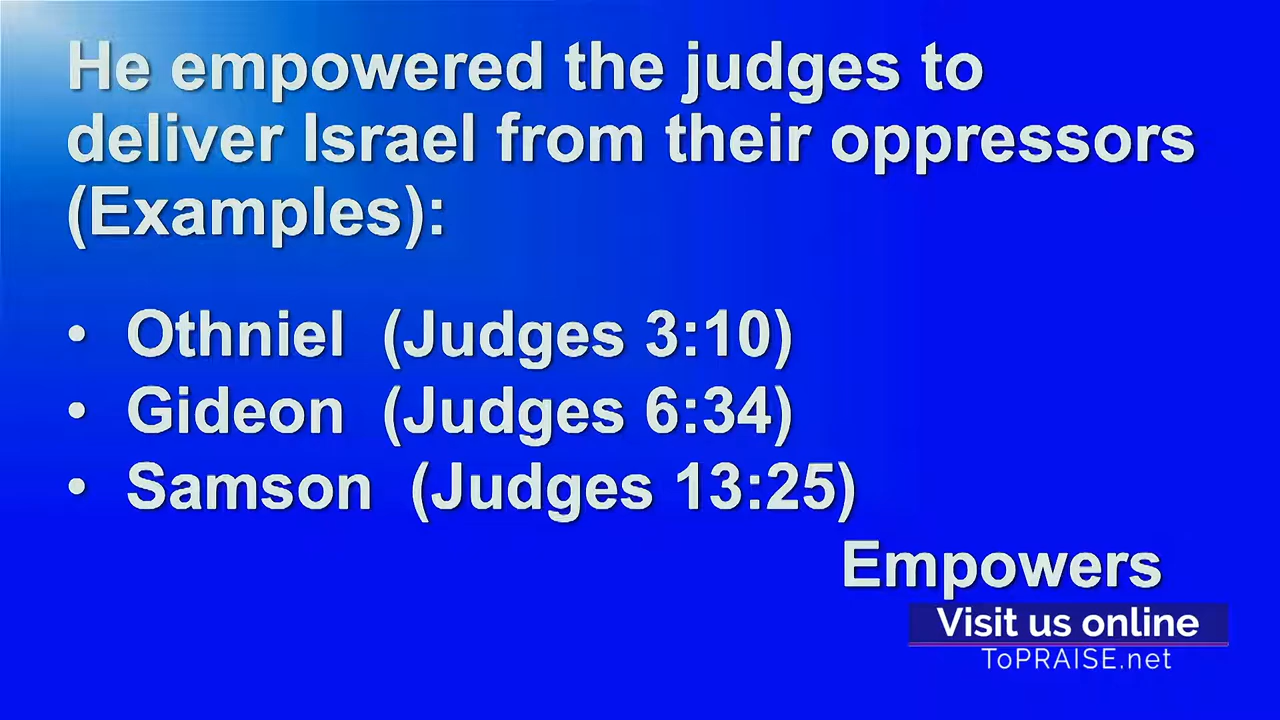 He empowered the judges to
deliver Israel from their oppressors
(Examples):
• Othniel (Judges 3:10)
• Gideon (Judges 6:34)
• Samson (Judges 13:25)
Empowers
Visit us online
ToPRAISE.net